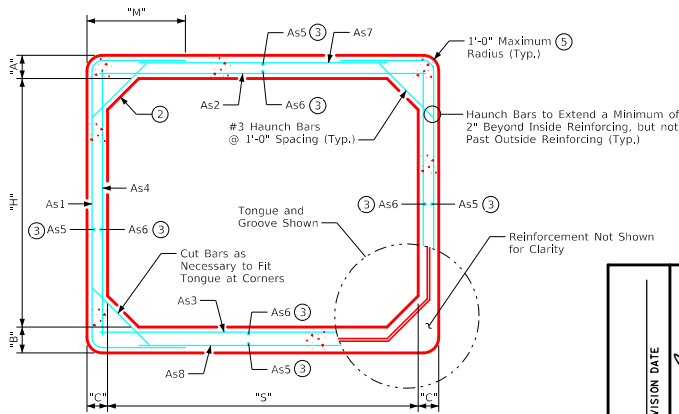 "M"
As5 ③ As7
1'-0" Maximum ⑤
Radius (Typ.)
"A"
As2 As6 ③
②
#3 Haunch Bars
@ 1'-0" Spacing (Typ.)
Haunch Bars to Extend a Minimum of
2" Beyond Inside Reinforcing, but not
Past Outside Reinforcing (Typ.)
"H"
As1 As4
③ As6 As5 ③
Tongue and
Groove Shown
③ As5 As6 ③
Reinforcement Not Shown
for Clarity
Cut Bars as
Necessary to Fit
Tongue at Corners
As3 As6 ③
"B"
As8 As5 ③
"C" "S" "C"
VISION DATE